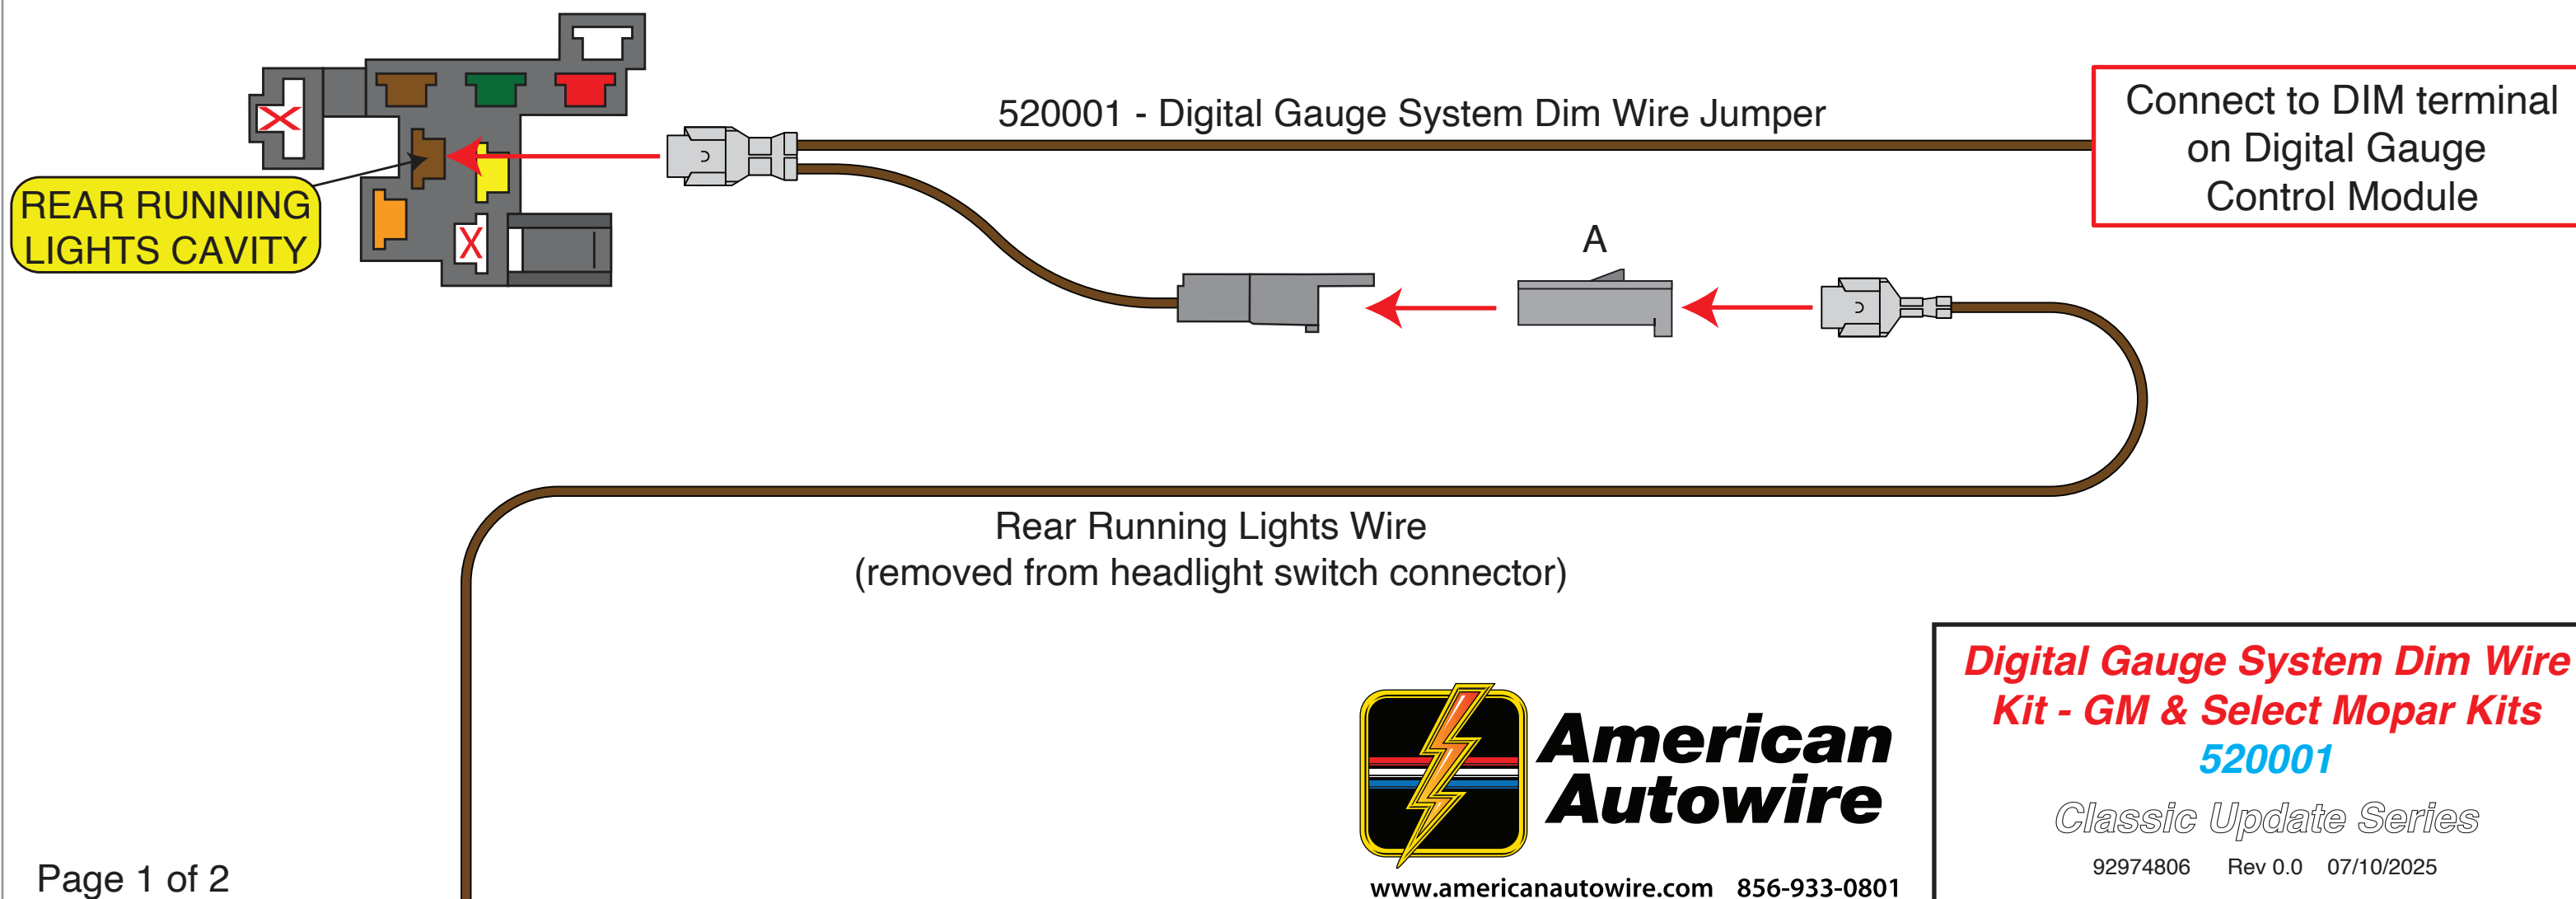 520001 - Digital Gauge System Dim Wire Jumper
Connect to DIM terminal
on Digital Gauge
Control Module
REAR RUNNING
LIGHTS CAVITY
A
Rear Running Lights Wire
(removed from headlight switch connector)
American
Autowire
www.americanautowire.com 856-933-0801
Digital Gauge System Dim Wire
Kit - GM & Select Mopar Kits
520001
Classic Update Series
92974806 Rev 0.0 07/10/2025
Page 1 of 2